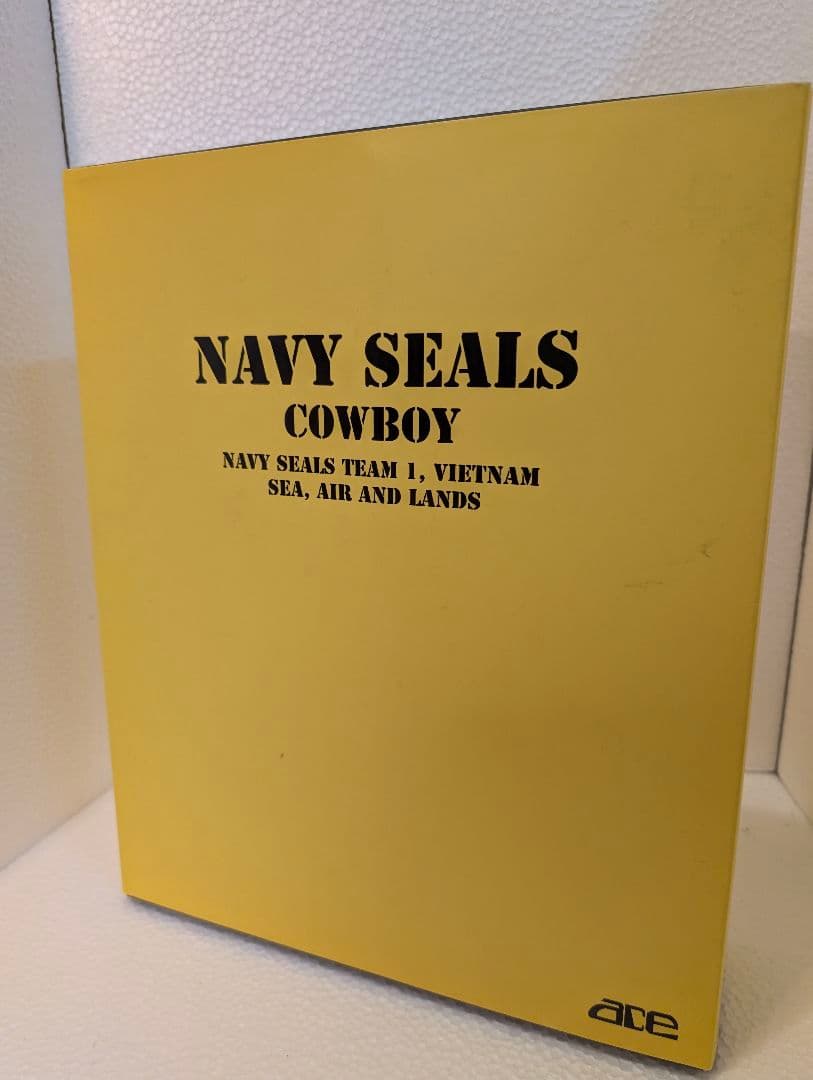 NAVY SEALS
COWBOY
NAVY SEALS TEAM 1, VIETNAM
SEA, AIR AND LANDS
ace